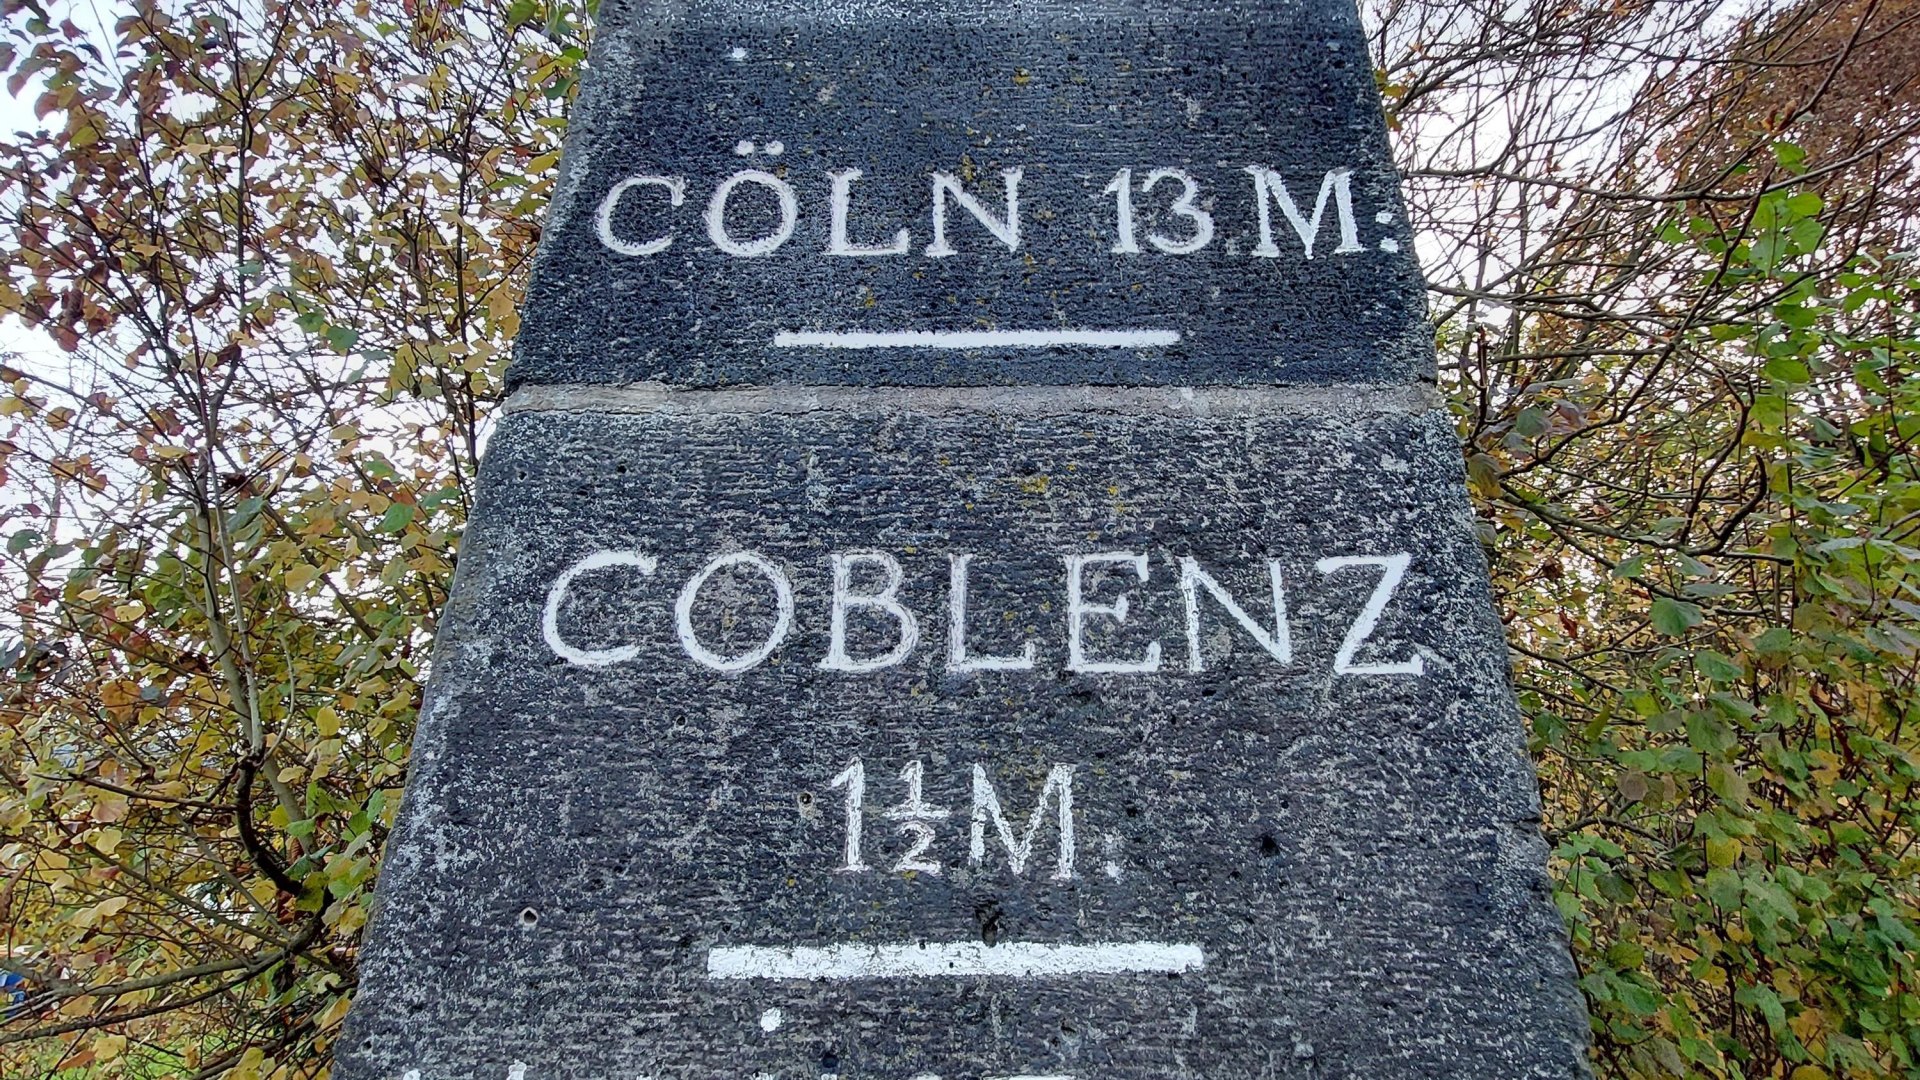 CÖLN 13 M:
COBLENZ
1½ M: